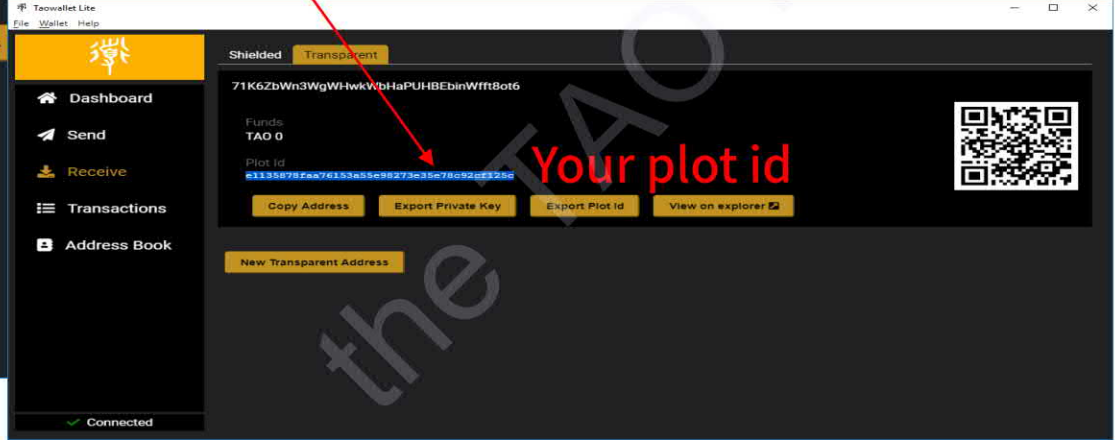 Taowallet Lite
File Wallet Help
Shielded Transparent
71K6ZbWn3WgWHwkWbHaPUHBEbinWfft8ot6
Dashboard
Send
Receive
Transactions
Address Book
Funds
TAO 0
Plot Id
e1135878faa76153a55e98273e35e78c92cf125c
Your plot id
Copy Address Export Private Key Export Plot Id View on explorer
New Transparent Address
Connected
the TAO